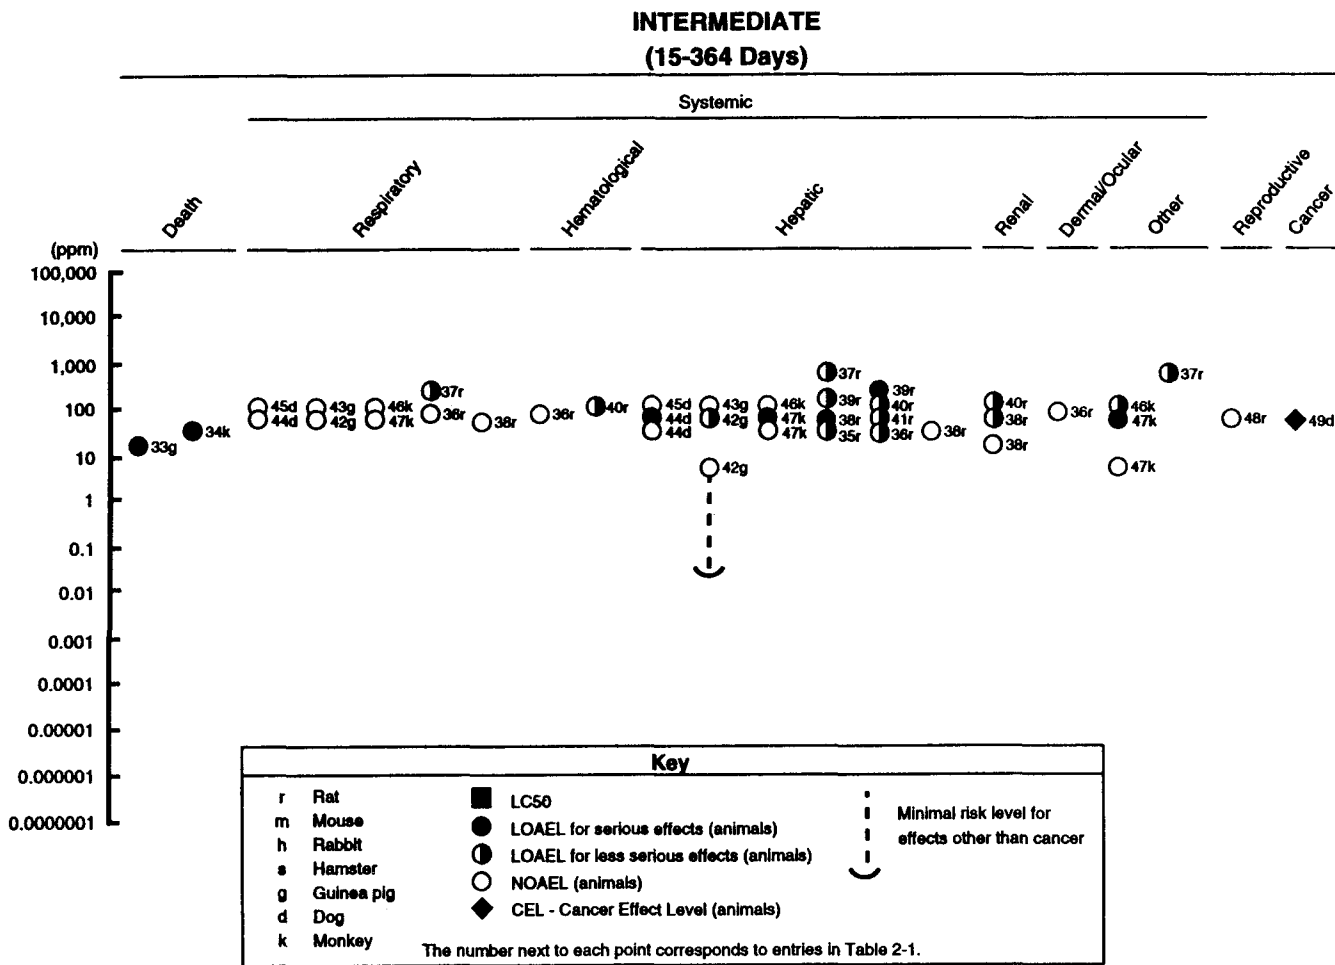 INTERMEDIATE
(15-364 Days)
Systemic
Death
Respiratory
Hematological
Hepatic
Renal
Dermal/Ocular
Other
Reproductive
Cancer
(ppm)
100,000
10,000
1,000
100
10
1
0.1
0.01
0.001
0.0001
0.00001
0.000001
0.0000001
33g
34k
45d
44d
43g
42g
46k
47k
37r
36r
38r
36r
40r
45d
44d
44d
43g
42g
42g
46k
47k
47k
37r
39r
38r
35r
39r
40r
41r
36r
38r
40r
38r
38r
36r
46k
47k
47k
37r
48r
49d
Key
r Rat
m Mouse
h Rabbit
s Hamster
g Guinea pig
d Dog
k Monkey
LC50
LOAEL for serious effects (animals)
LOAEL for less serious effects (animals)
NOAEL (animals)
CEL - Cancer Effect Level (animals)
Minimal risk level for
effects other than cancer
The number next to each point corresponds to entries in Table 2-1.